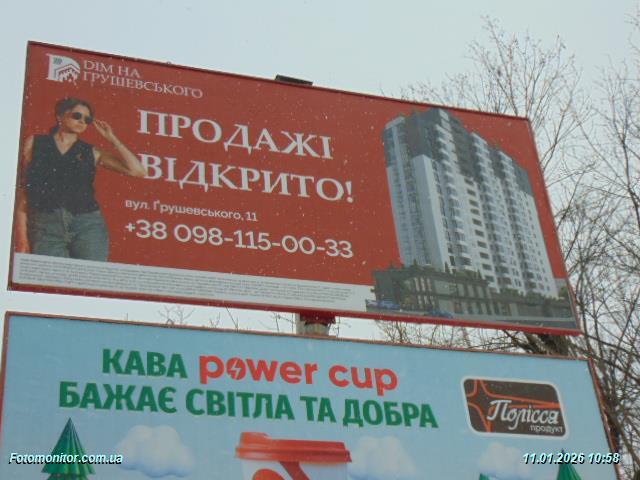 DІМ НА
ГРУШЕВСЬКОГО
ПРОДАЖІ
ВІДКРИТО!
вул. Ґрушевського, 11
+38 098-115-00-33
КАВА power cup
БАЖАЄ СВІТЛА ТА ДОБРА
Полісся
продукт
Fotomonitor.com.ua
11.01.2026 10:58